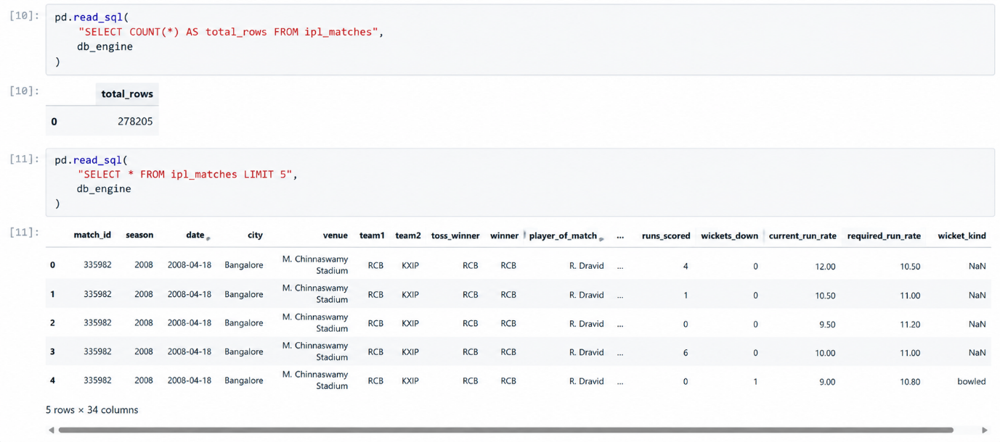 [10]: pd.read_sql(
"SELECT COUNT(*) AS total_rows FROM ipl_matches",
db_engine
)
[10]: total_rows
0 278205
[11]: pd.read_sql(
"SELECT * FROM ipl_matches LIMIT 5",
db_engine
)
[11]: match_id season date city venue team1 team2 toss_winner winner player_of_match ... runs_scored wickets_down current_run_rate required_run_rate wicket_kind
0 335982 2008 2008-04-18 Bangalore M. Chinnaswamy Stadium RCB KXIP RCB RCB R. Dravid ... 4 0 12.00 10.50 NaN
1 335982 2008 2008-04-18 Bangalore M. Chinnaswamy Stadium RCB KXIP RCB RCB R. Dravid ... 1 0 10.50 11.00 NaN
2 335982 2008 2008-04-18 Bangalore M. Chinnaswamy Stadium RCB KXIP RCB RCB R. Dravid ... 0 0 9.50 11.20 NaN
3 335982 2008 2008-04-18 Bangalore M. Chinnaswamy Stadium RCB KXIP RCB RCB R. Dravid ... 6 0 10.00 11.00 NaN
4 335982 2008 2008-04-18 Bangalore M. Chinnaswamy Stadium RCB KXIP RCB RCB R. Dravid ... 0 1 9.00 10.80 bowled
5 rows × 34 columns